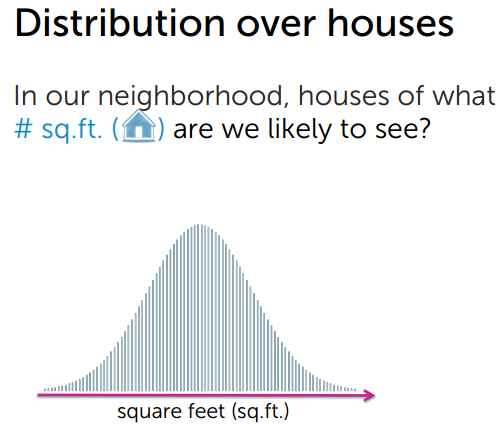 Distribution over houses
In our neighborhood, houses of what
# sq.ft. ( ) are we likely to see?
square feet (sq.ft.)